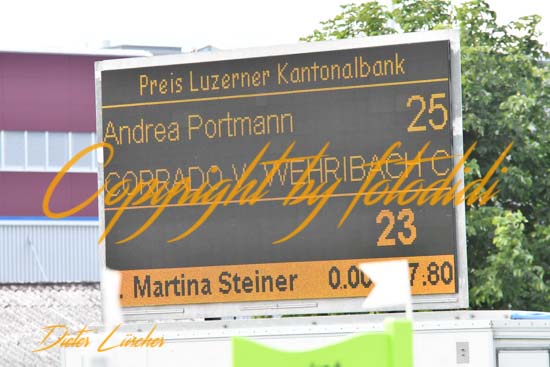 Preis Luzerner Kantonalbank
Andrea Portmann 25
CORRADO V. WEHRIBACH C
Copyright by fotodidi
23
. Martina Steiner 0.00 7:80
Dieter Lürcher